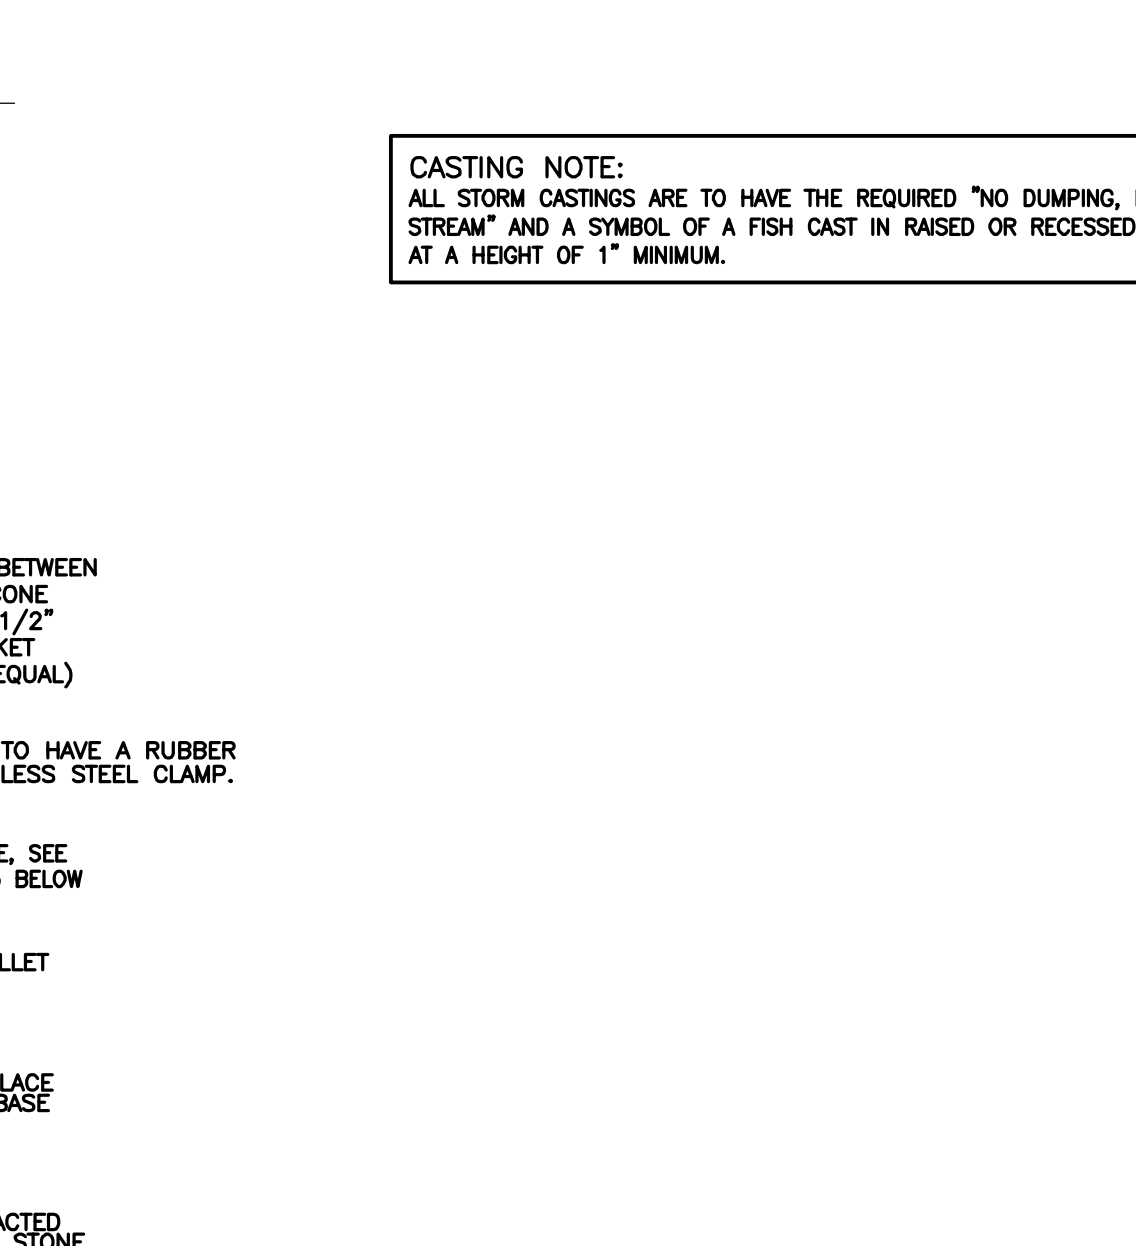 CASTING NOTE:
ALL STORM CASTINGS ARE TO HAVE THE REQUIRED "NO DUMPING,
STREAM" AND A SYMBOL OF A FISH CAST IN RAISED OR RECESSED
AT A HEIGHT OF 1" MINIMUM.
BETWEEN
CONE
1/2"
KET
EQUAL)
TO HAVE A RUBBER
LESS STEEL CLAMP.
E, SEE
BELOW
LLET
LACE
BASE
ACTED
STONE